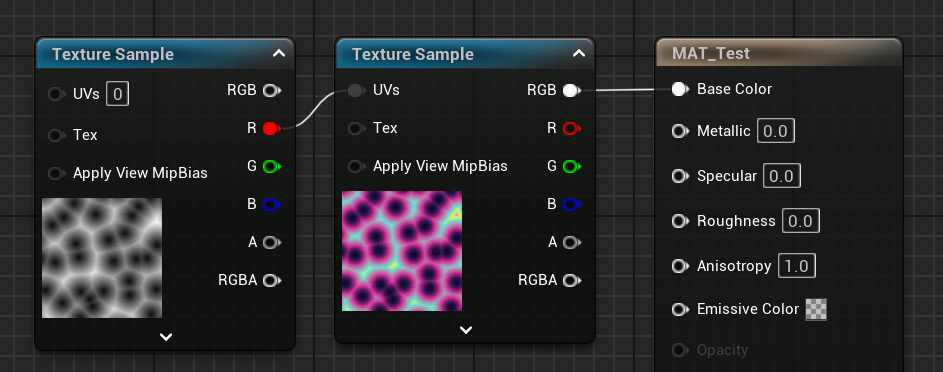 Texture Sample
UVs 0
RGB
R
Tex
G
Apply View MipBias
B
A
RGBA
Texture Sample
UVs
RGB
Tex
R
Apply View MipBias
G
B
A
RGBA
MAT_Test
Base Color
Metallic 0.0
Specular 0.0
Roughness 0.0
Anisotropy 1.0
Emissive Color
Opacity